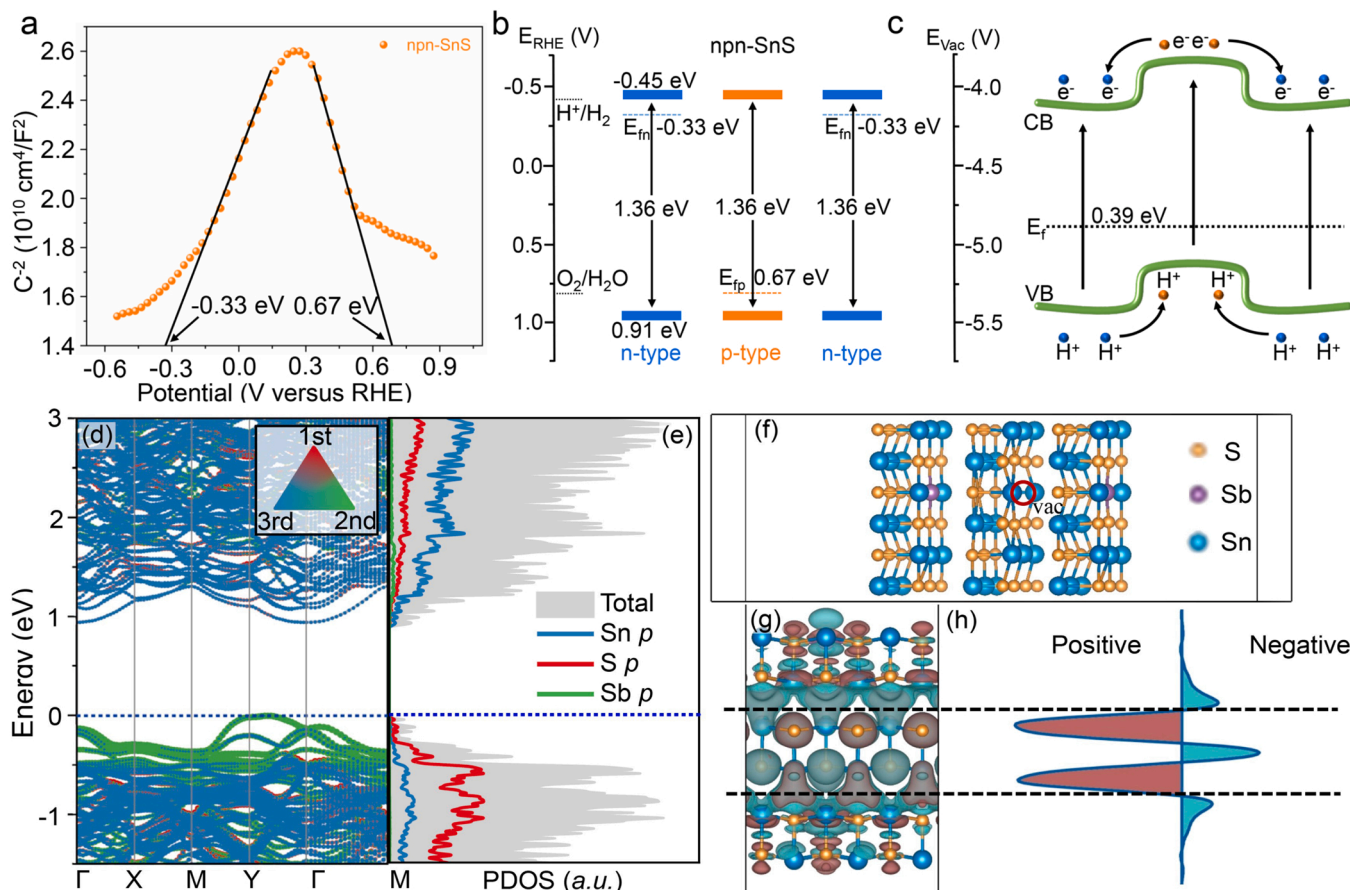 a
npn-SnS
2.6
2.4
2.2
2.0
1.8
1.6
1.4
C⁻² (10¹⁰ cm⁴/F²)
-0.33 eV
0.67 eV
-0.6 -0.3 0.0 0.3 0.6 0.9
Potential (V versus RHE)
b
E_RHE (V)
npn-SnS
-0.5
0.0
0.5
1.0
H⁺/H₂
O₂/H₂O
-0.45 eV
E_fn -0.33 eV
E_fn -0.33 eV
1.36 eV
1.36 eV
1.36 eV
E_fp 0.67 eV
0.91 eV
n-type
p-type
n-type
c
E_Vac (V)
-4.0
-4.5
-5.0
-5.5
e⁻e⁻
e⁻ e⁻
e⁻ e⁻
CB
E_f
0.39 eV
VB
H⁺ H⁺
H⁺ H⁺
H⁺ H⁺
(d)
1st
3rd 2nd
3
2
1
0
-1
Energy (eV)
Γ X M Y Γ M
(e)
Total
Sn p
S p
Sb p
PDOS (a.u.)
(f)
vac
S
Sb
Sn
(g)
(h)
Positive
Negative